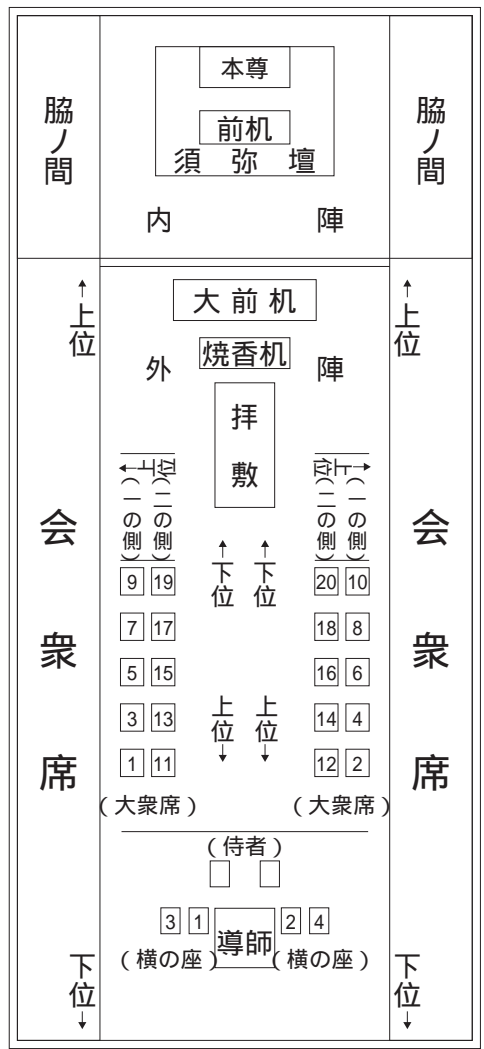 本尊
前机
須弥壇
脇ノ間
脇ノ間
内陣
大前机
焼香机
外陣
拝敷
↑上位
↑上位
会衆席
会衆席
←上位
上位→
(一の側)
(二の側)
(二の側)
(一の側)
↑下位
↑下位
9 19
20 10
7 17
18 8
5 15
16 6
3 13
14 4
1 11
12 2
上位↓
上位↓
(大衆席)
(大衆席)
(侍者)
3 1
導師
2 4
(横の座)
(横の座)
下位↓
下位↓